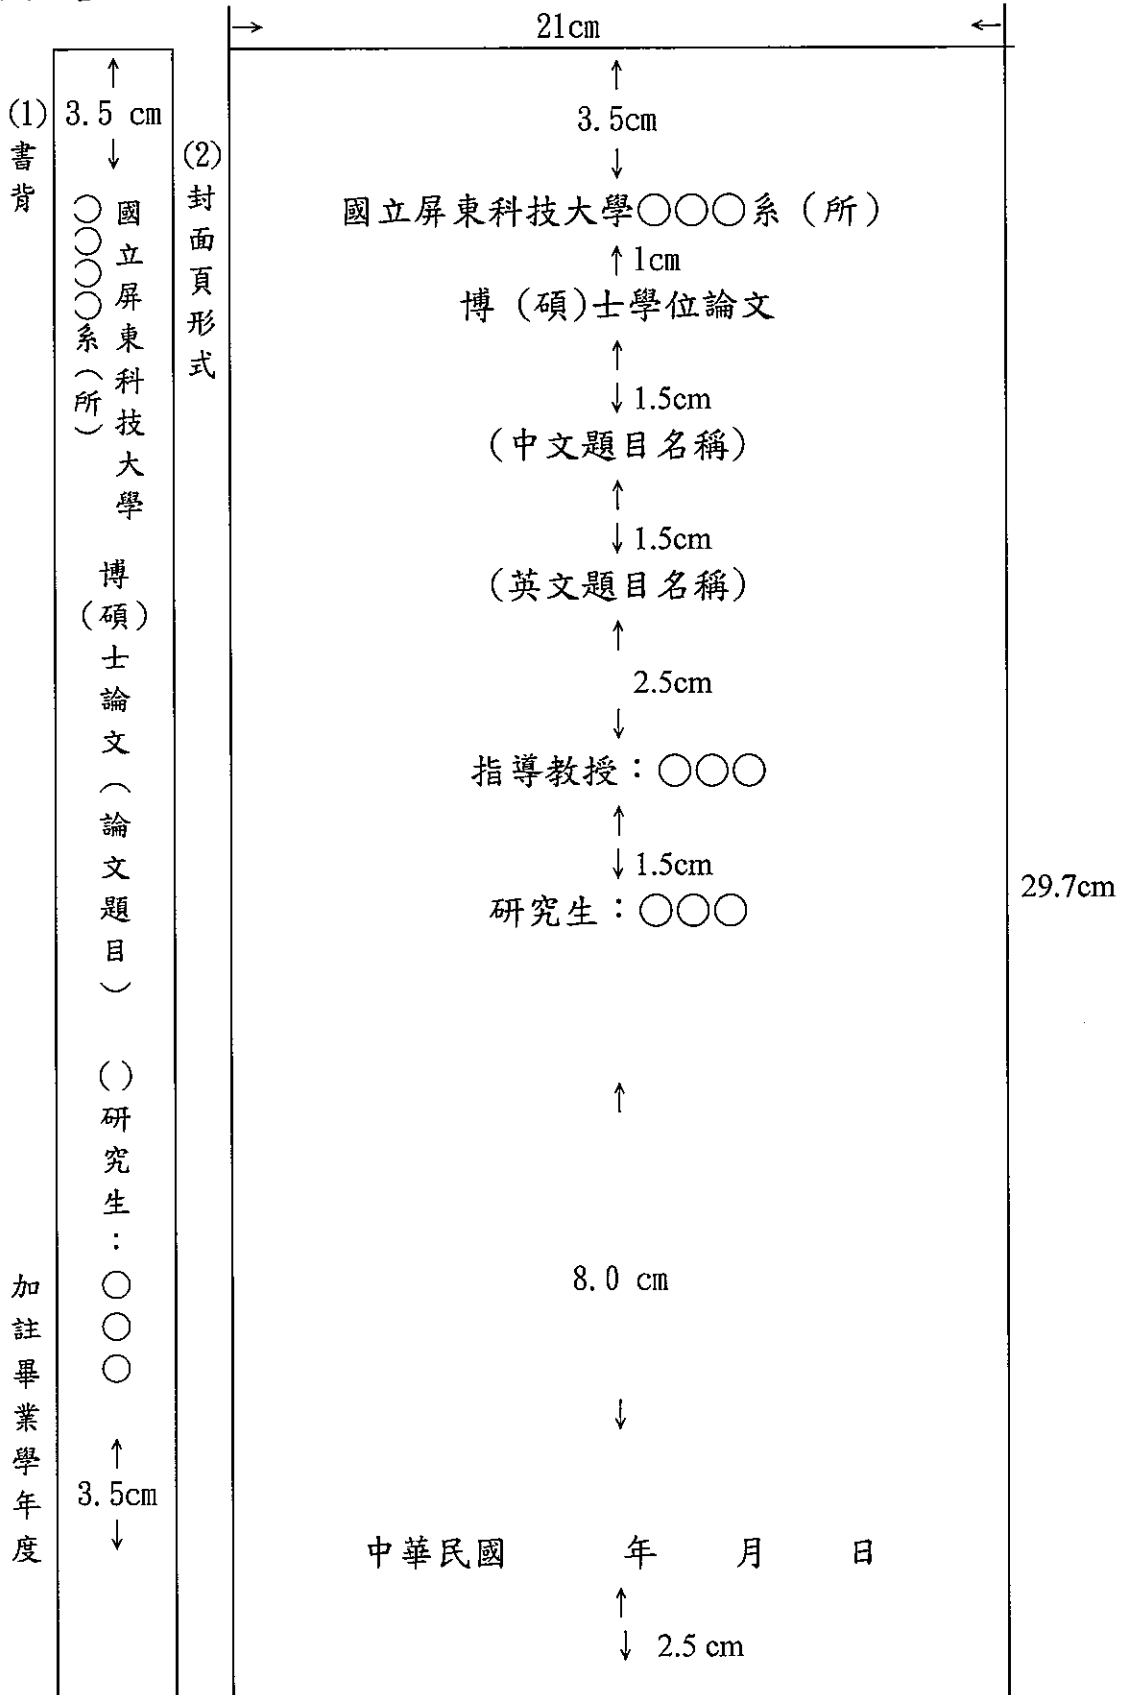 21cm
(1)書背
3.5 cm
國立屏東科技大學
○○○○系(所)
博(碩)士論文(論文題目)
()研究生:○○○
3.5cm
加註畢業學年度
(2)封面頁形式
3.5cm
國立屏東科技大學○○○系(所)
1cm
博(碩)士學位論文
1.5cm
(中文題目名稱)
1.5cm
(英文題目名稱)
2.5cm
指導教授:○○○
1.5cm
研究生:○○○
29.7cm
8.0 cm
中華民國 年 月 日
2.5 cm